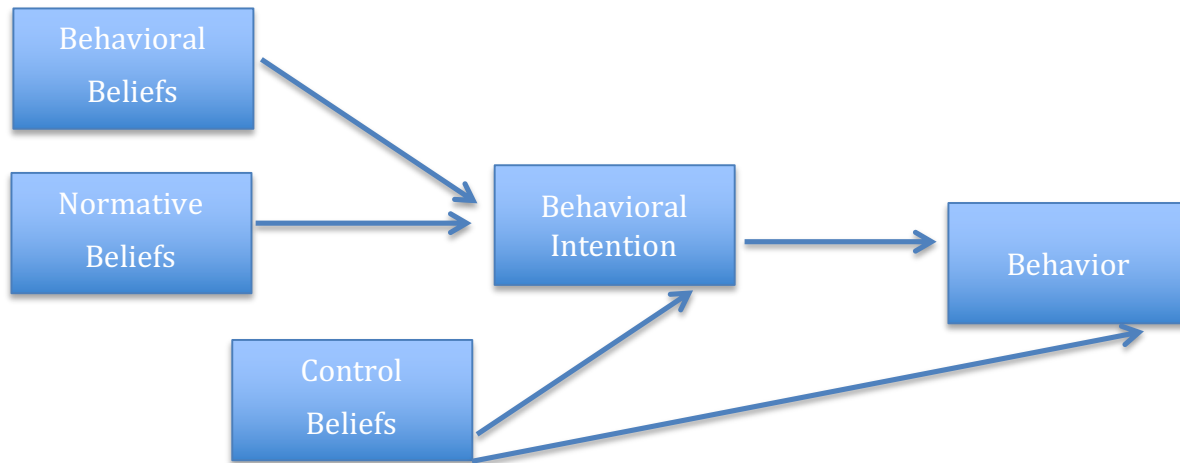 Behavioral
Beliefs
Normative
Beliefs
Behavioral
Intention
Behavior
Control
Beliefs